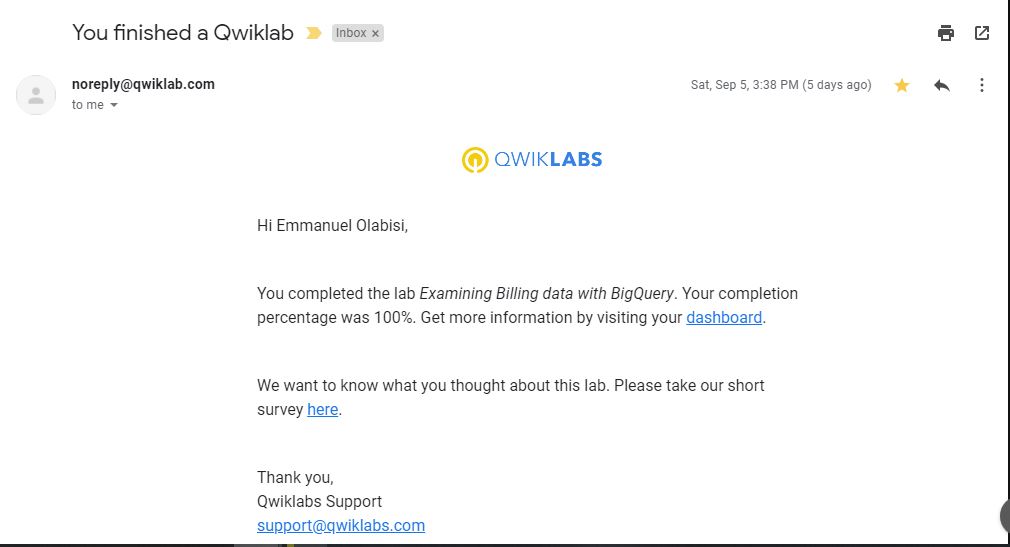 You finished a Qwiklab Inbox ×
noreply@qwiklab.com Sat, Sep 5, 3:38 PM (5 days ago)
to me
QWIKLABS
Hi Emmanuel Olabisi,
You completed the lab Examining Billing data with BigQuery. Your completion
percentage was 100%. Get more information by visiting your dashboard.
We want to know what you thought about this lab. Please take our short
survey here.
Thank you,
Qwiklabs Support
support@qwiklabs.com